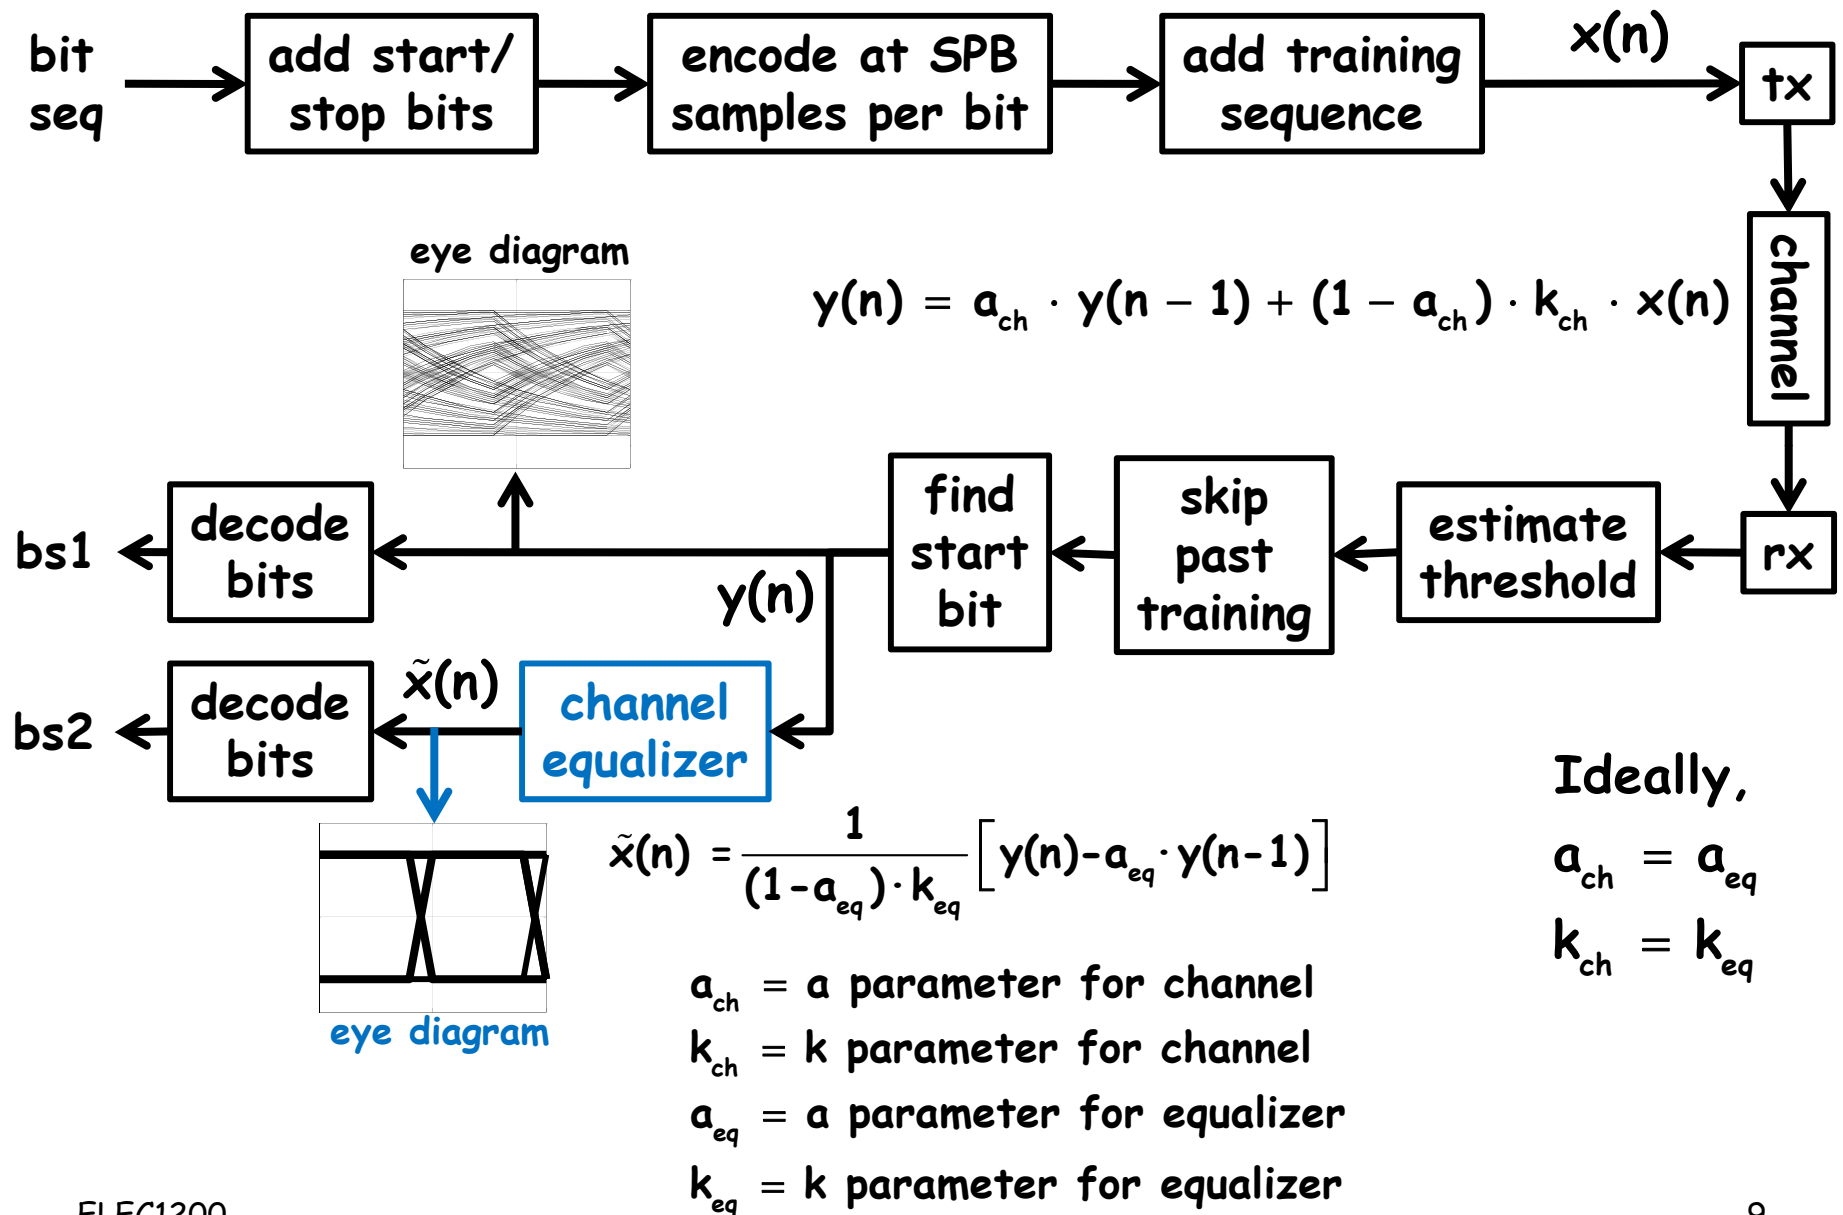 bit
seq
add start/
stop bits
encode at SPB
samples per bit
add training
sequence
x(n)
tx
channel
y(n) = a_ch · y(n − 1) + (1 − a_ch) · k_ch · x(n)
rx
estimate
threshold
skip
past
training
find
start
bit
eye diagram
y(n)
decode
bits
bs1
channel
equalizer
x̃(n)
decode
bits
bs2
eye diagram
x̃(n) = 1 / ((1-a_eq) · k_eq) [y(n)-a_eq · y(n-1)]
Ideally,
a_ch = a_eq
k_ch = k_eq
a_ch = a parameter for channel
k_ch = k parameter for channel
a_eq = a parameter for equalizer
k_eq = k parameter for equalizer
ELEC1200
9